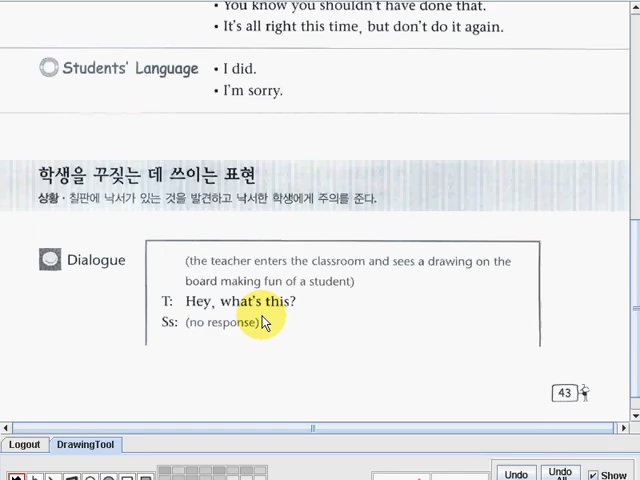 • You know you shouldn't have done that.
• It's all right this time, but don't do it again.
Students' Language
• I did.
• I'm sorry.
학생을 꾸짖는 데 쓰이는 표현
상황 · 칠판에 낙서가 있는 것을 발견하고 낙서한 학생에게 주의를 준다.
Dialogue
(the teacher enters the classroom and sees a drawing on the
board making fun of a student)
T: Hey, what's this?
Ss: (no response)
43
Logout
DrawingTool
Undo
Undo
All
Show